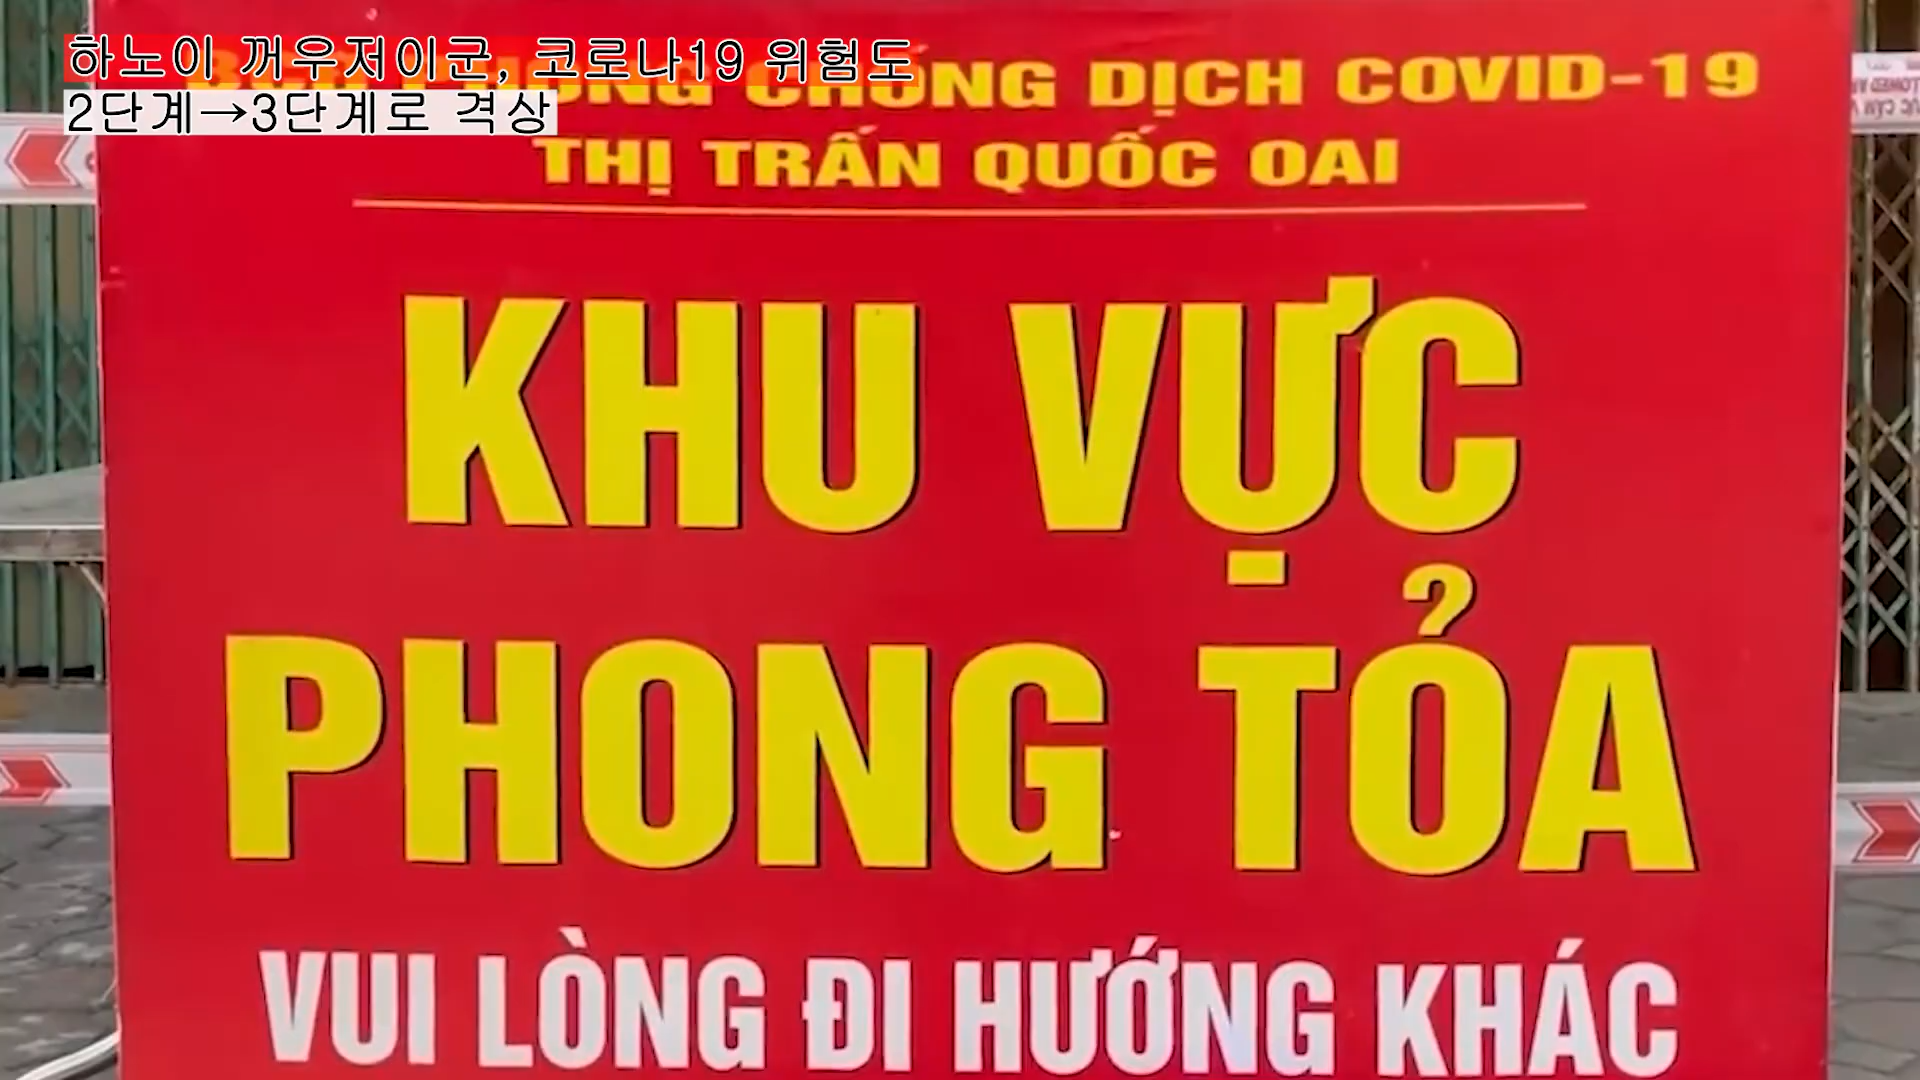 하노이 꺼우저이군, 코로나19 위험도
2단계→3단계로 격상
CHỐNG DỊCH COVID-19
THỊ TRẤN QUỐC OAI
KHU VỰC
PHONG TỎA
VUI LÒNG ĐI HƯỚNG KHÁC